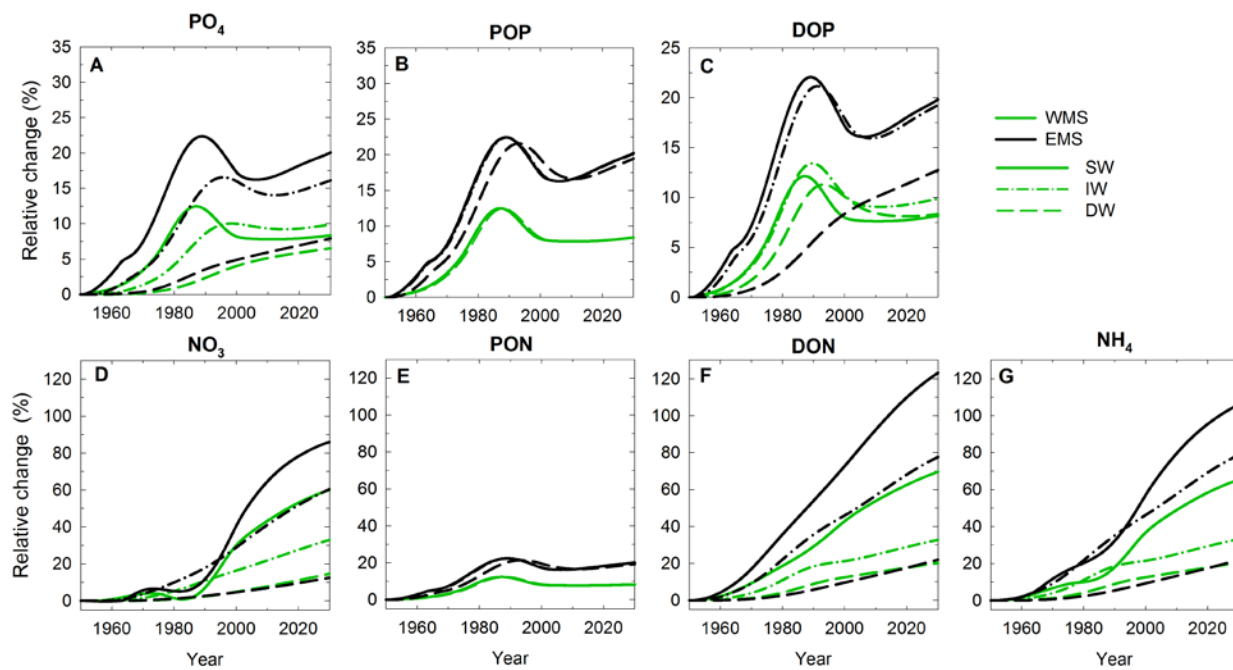 PO4 POP DOP
A B C
35 30 25 20 15 10 5 0
35 30 25 20 15 10 5 0
25 20 15 10 5 0
Relative change (%)
1960 1980 2000 2020
1960 1980 2000 2020
1960 1980 2000 2020
WMS
EMS
SW
IW
DW
NO3 PON DON NH4
D E F G
120 100 80 60 40 20 0
120 100 80 60 40 20 0
120 100 80 60 40 20 0
120 100 80 60 40 20 0
Relative change (%)
1960 1980 2000 2020
1960 1980 2000 2020
1960 1980 2000 2020
1960 1980 2000 2020
Year Year Year Year